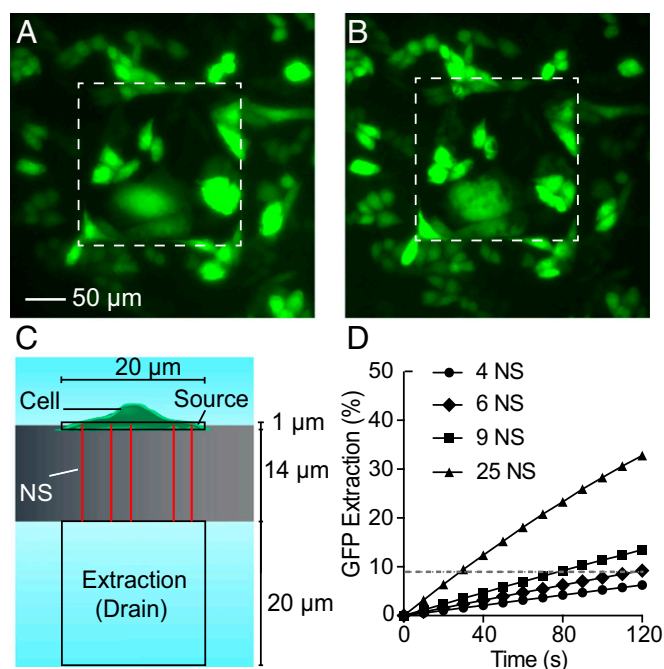 A
B
50 μm
C
20 μm
Cell
Source
1 μm
NS
14 μm
Extraction
(Drain)
20 μm
D
GFP Extraction (%)
50
40
30
20
10
0
4 NS
6 NS
9 NS
25 NS
0
40
80
120
Time (s)